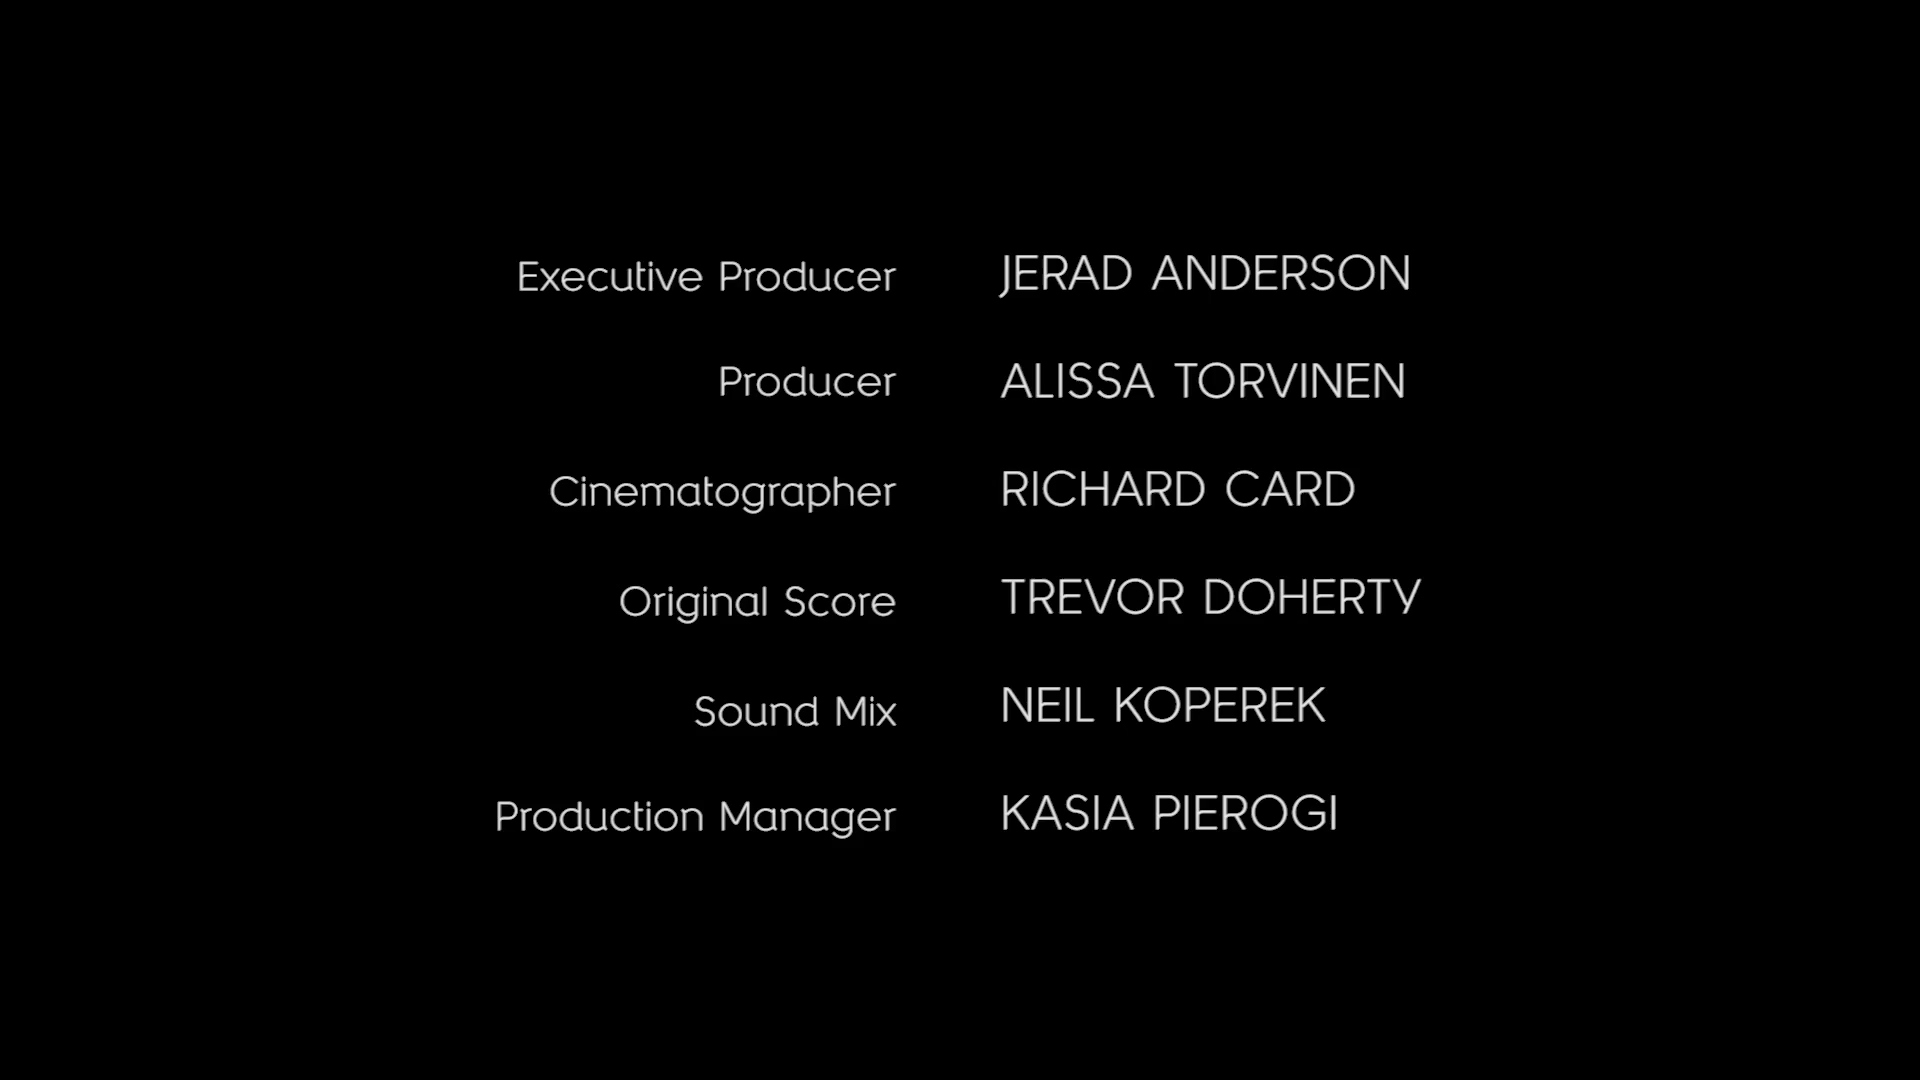 Executive Producer JERAD ANDERSON
Producer ALISSA TORVINEN
Cinematographer RICHARD CARD
Original Score TREVOR DOHERTY
Sound Mix NEIL KOPEREK
Production Manager KASIA PIEROGI